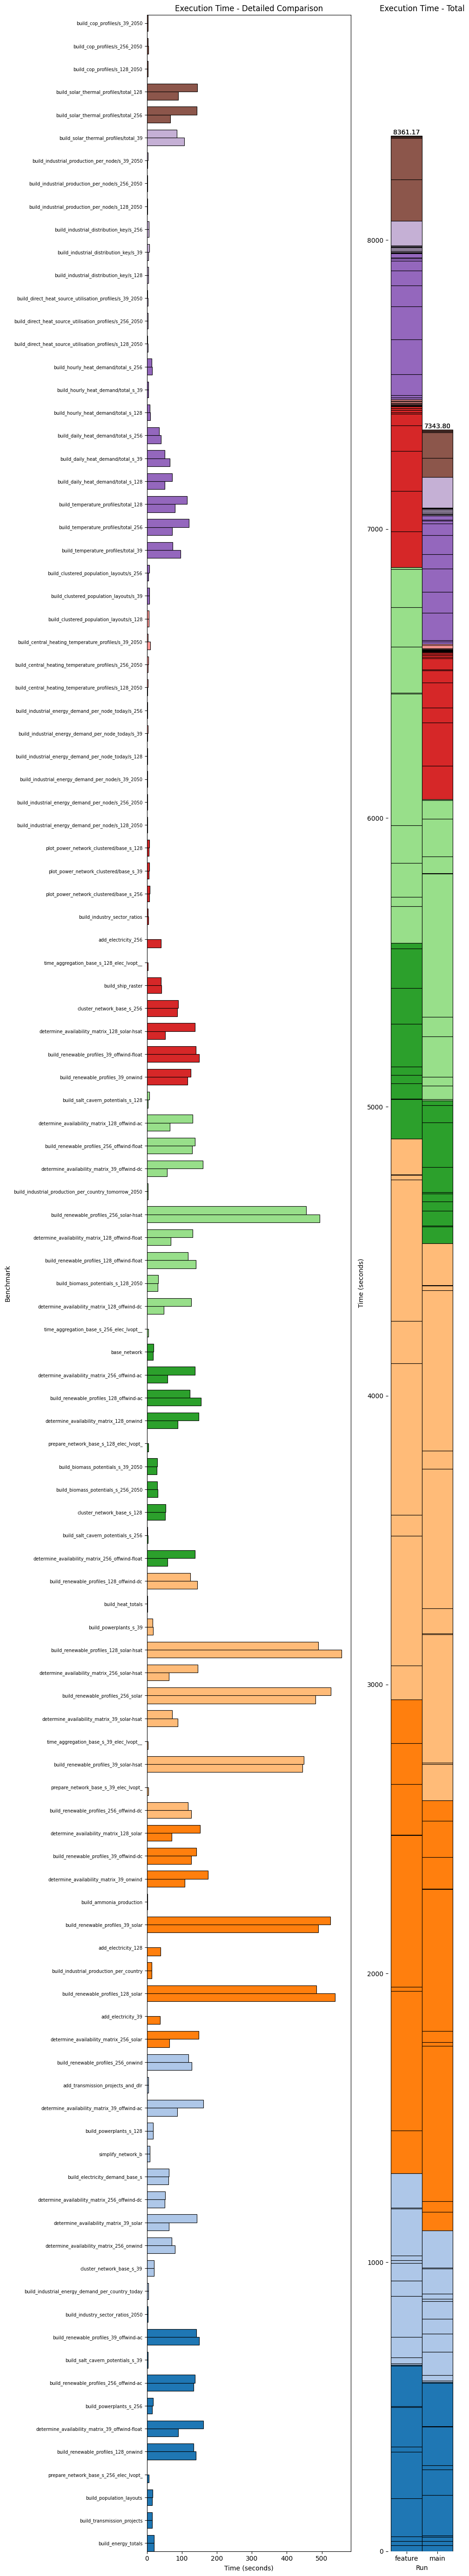 Execution Time - Detailed Comparison
build_cop_profiles/s_39_2050
build_cop_profiles/s_256_2050
build_cop_profiles/s_128_2050
build_solar_thermal_profiles/total_128
build_solar_thermal_profiles/total_256
build_solar_thermal_profiles/total_39
build_industrial_production_per_node/s_39_2050
build_industrial_production_per_node/s_256_2050
build_industrial_production_per_node/s_128_2050
build_industrial_distribution_key/s_256
build_industrial_distribution_key/s_39
build_industrial_distribution_key/s_128
build_direct_heat_source_utilisation_profiles/s_39_2050
build_direct_heat_source_utilisation_profiles/s_256_2050
build_direct_heat_source_utilisation_profiles/s_128_2050
build_hourly_heat_demand/total_s_256
build_hourly_heat_demand/total_s_39
build_hourly_heat_demand/total_s_128
build_daily_heat_demand/total_s_256
build_daily_heat_demand/total_s_39
build_daily_heat_demand/total_s_128
build_temperature_profiles/total_128
build_temperature_profiles/total_256
build_temperature_profiles/total_39
build_clustered_population_layouts/s_256
build_clustered_population_layouts/s_39
build_clustered_population_layouts/s_128
build_central_heating_temperature_profiles/s_39_2050
build_central_heating_temperature_profiles/s_256_2050
build_central_heating_temperature_profiles/s_128_2050
build_industrial_energy_demand_per_node_today/s_256
build_industrial_energy_demand_per_node_today/s_39
build_industrial_energy_demand_per_node_today/s_128
build_industrial_energy_demand_per_node/s_39_2050
build_industrial_energy_demand_per_node/s_256_2050
build_industrial_energy_demand_per_node/s_128_2050
plot_power_network_clustered/base_s_128
plot_power_network_clustered/base_s_39
plot_power_network_clustered/base_s_256
build_industry_sector_ratios
add_electricity_256
time_aggregation_base_s_128_elec_lvopt__
build_ship_raster
cluster_network_base_s_256
determine_availability_matrix_128_solar-hsat
build_renewable_profiles_39_offwind-float
build_renewable_profiles_39_onwind
build_salt_cavern_potentials_s_128
determine_availability_matrix_128_offwind-ac
build_renewable_profiles_256_offwind-float
determine_availability_matrix_39_offwind-dc
build_industrial_production_per_country_tomorrow_2050
build_renewable_profiles_256_solar-hsat
determine_availability_matrix_128_offwind-float
build_renewable_profiles_128_offwind-float
build_biomass_potentials_s_128_2050
determine_availability_matrix_128_offwind-dc
time_aggregation_base_s_256_elec_lvopt__
base_network
determine_availability_matrix_256_offwind-ac
build_renewable_profiles_128_offwind-ac
determine_availability_matrix_128_onwind
prepare_network_base_s_128_elec_lvopt_
build_biomass_potentials_s_39_2050
build_biomass_potentials_s_256_2050
cluster_network_base_s_128
build_salt_cavern_potentials_s_256
determine_availability_matrix_256_offwind-float
build_renewable_profiles_128_offwind-dc
build_heat_totals
build_powerplants_s_39
build_renewable_profiles_128_solar-hsat
determine_availability_matrix_256_solar-hsat
build_renewable_profiles_256_solar
determine_availability_matrix_39_solar-hsat
time_aggregation_base_s_39_elec_lvopt__
build_renewable_profiles_39_solar-hsat
prepare_network_base_s_39_elec_lvopt_
build_renewable_profiles_256_offwind-dc
determine_availability_matrix_128_solar
build_renewable_profiles_39_offwind-dc
determine_availability_matrix_39_onwind
build_ammonia_production
build_renewable_profiles_39_solar
add_electricity_128
build_industrial_production_per_country
build_renewable_profiles_128_solar
add_electricity_39
determine_availability_matrix_256_solar
build_renewable_profiles_256_onwind
add_transmission_projects_and_dlr
determine_availability_matrix_39_offwind-ac
build_powerplants_s_128
simplify_network_b
build_electricity_demand_base_s
determine_availability_matrix_256_offwind-dc
determine_availability_matrix_39_solar
determine_availability_matrix_256_onwind
cluster_network_base_s_39
build_industrial_energy_demand_per_country_today
build_industry_sector_ratios_2050
build_renewable_profiles_39_offwind-ac
build_salt_cavern_potentials_s_39
build_renewable_profiles_256_offwind-ac
build_powerplants_s_256
determine_availability_matrix_39_offwind-float
build_renewable_profiles_128_onwind
prepare_network_base_s_256_elec_lvopt_
build_population_layouts
build_transmission_projects
build_energy_totals
Benchmark
0 100 200 300 400 500
Time (seconds)
Execution Time - Total
8361.17
7343.80
8000
7000
6000
5000
4000
3000
2000
1000
0
Time (seconds)
feature main
Run